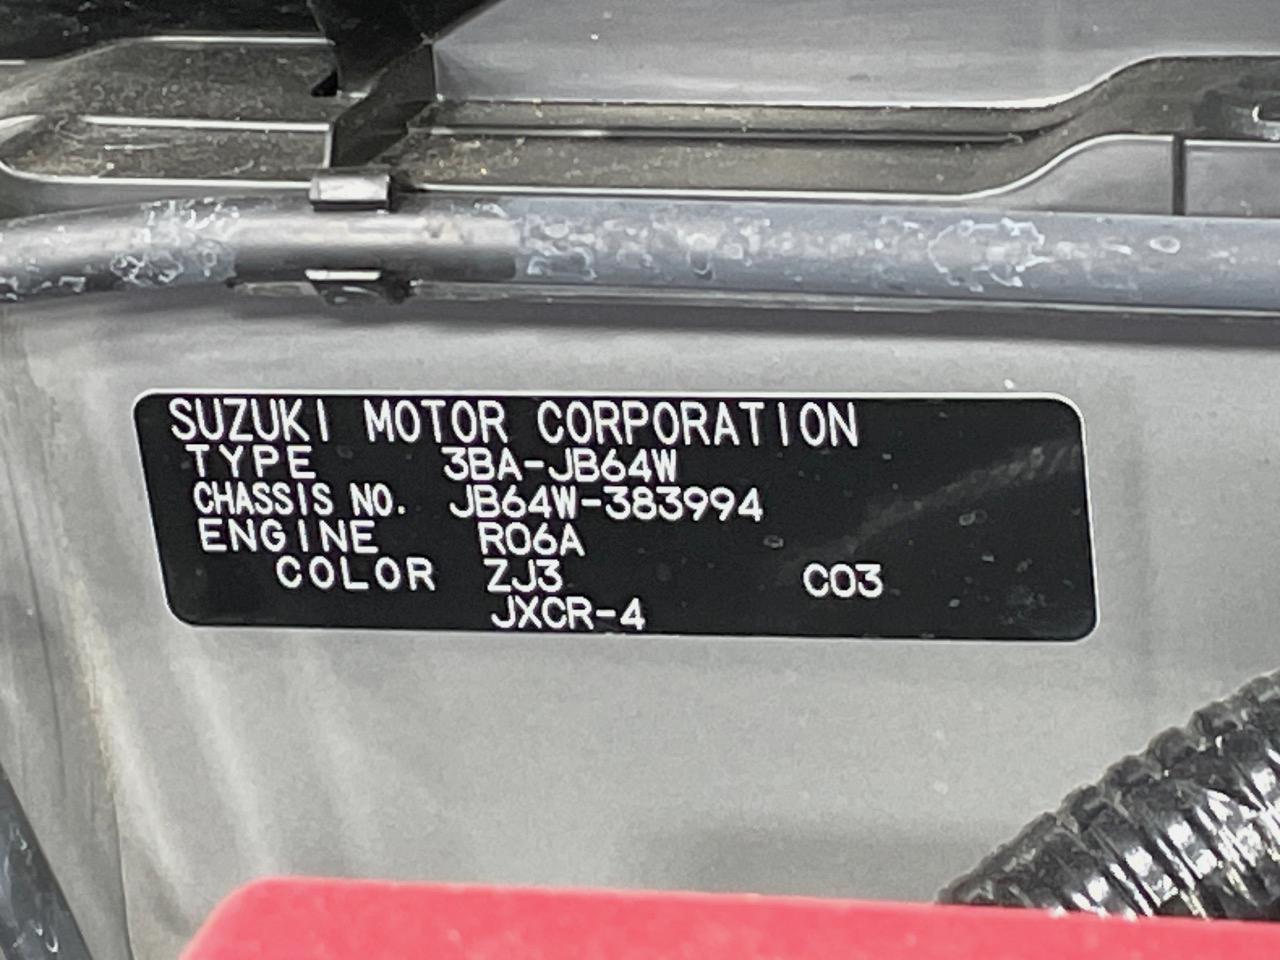 SUZUKI MOTOR CORPORATION
TYPE 3BA-JB64W
CHASSIS NO. JB64W-383994
ENGINE R06A
COLOR ZJ3 C03
JXCR-4